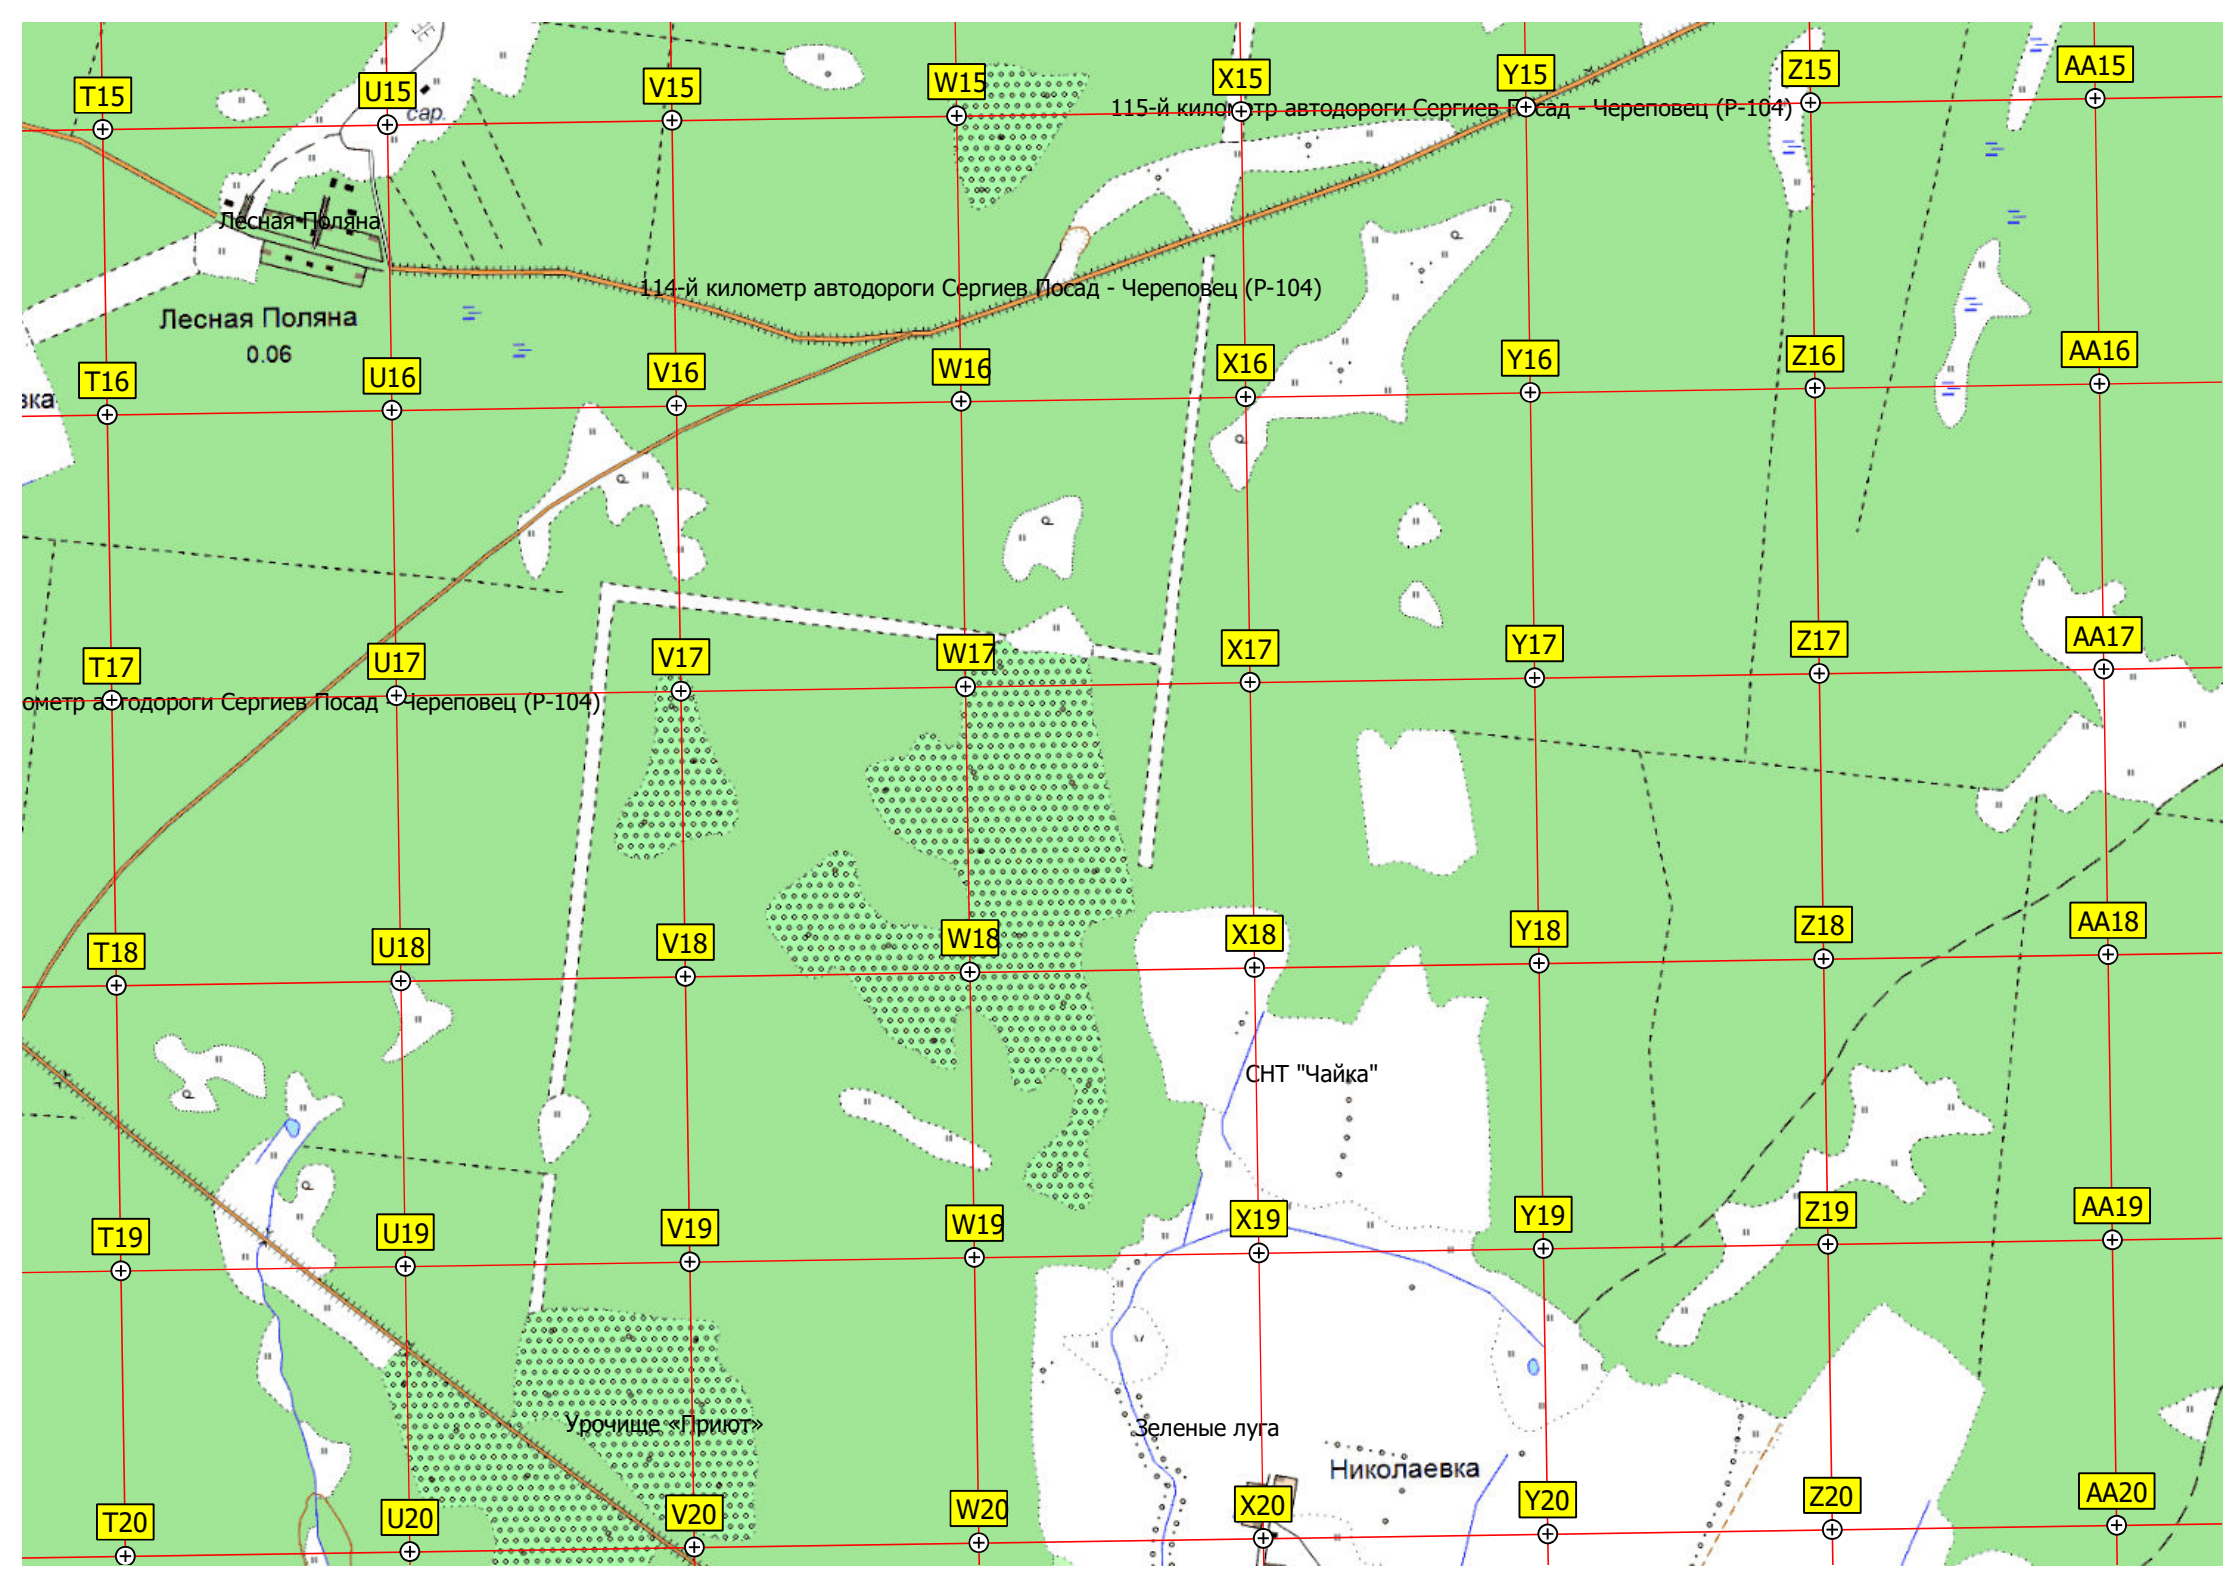 T15
U15
V15
W15
X15
Y15
Z15
AA15
сар.
115-й километр автодороги Сергиев Посад - Череповец (Р-104)
Лесная Поляна
114-й километр автодороги Сергиев Посад - Череповец (Р-104)
Лесная Поляна
0.06
T16
U16
V16
W16
X16
Y16
Z16
AA16
вка
T17
U17
V17
W17
X17
Y17
Z17
AA17
ометр автодороги Сергиев Посад - Череповец (Р-104)
T18
U18
V18
W18
X18
Y18
Z18
AA18
СНТ "Чайка"
T19
U19
V19
W19
X19
Y19
Z19
AA19
Урочище «Приют»
Зеленые луга
Николаевка
T20
U20
V20
W20
X20
Y20
Z20
AA20